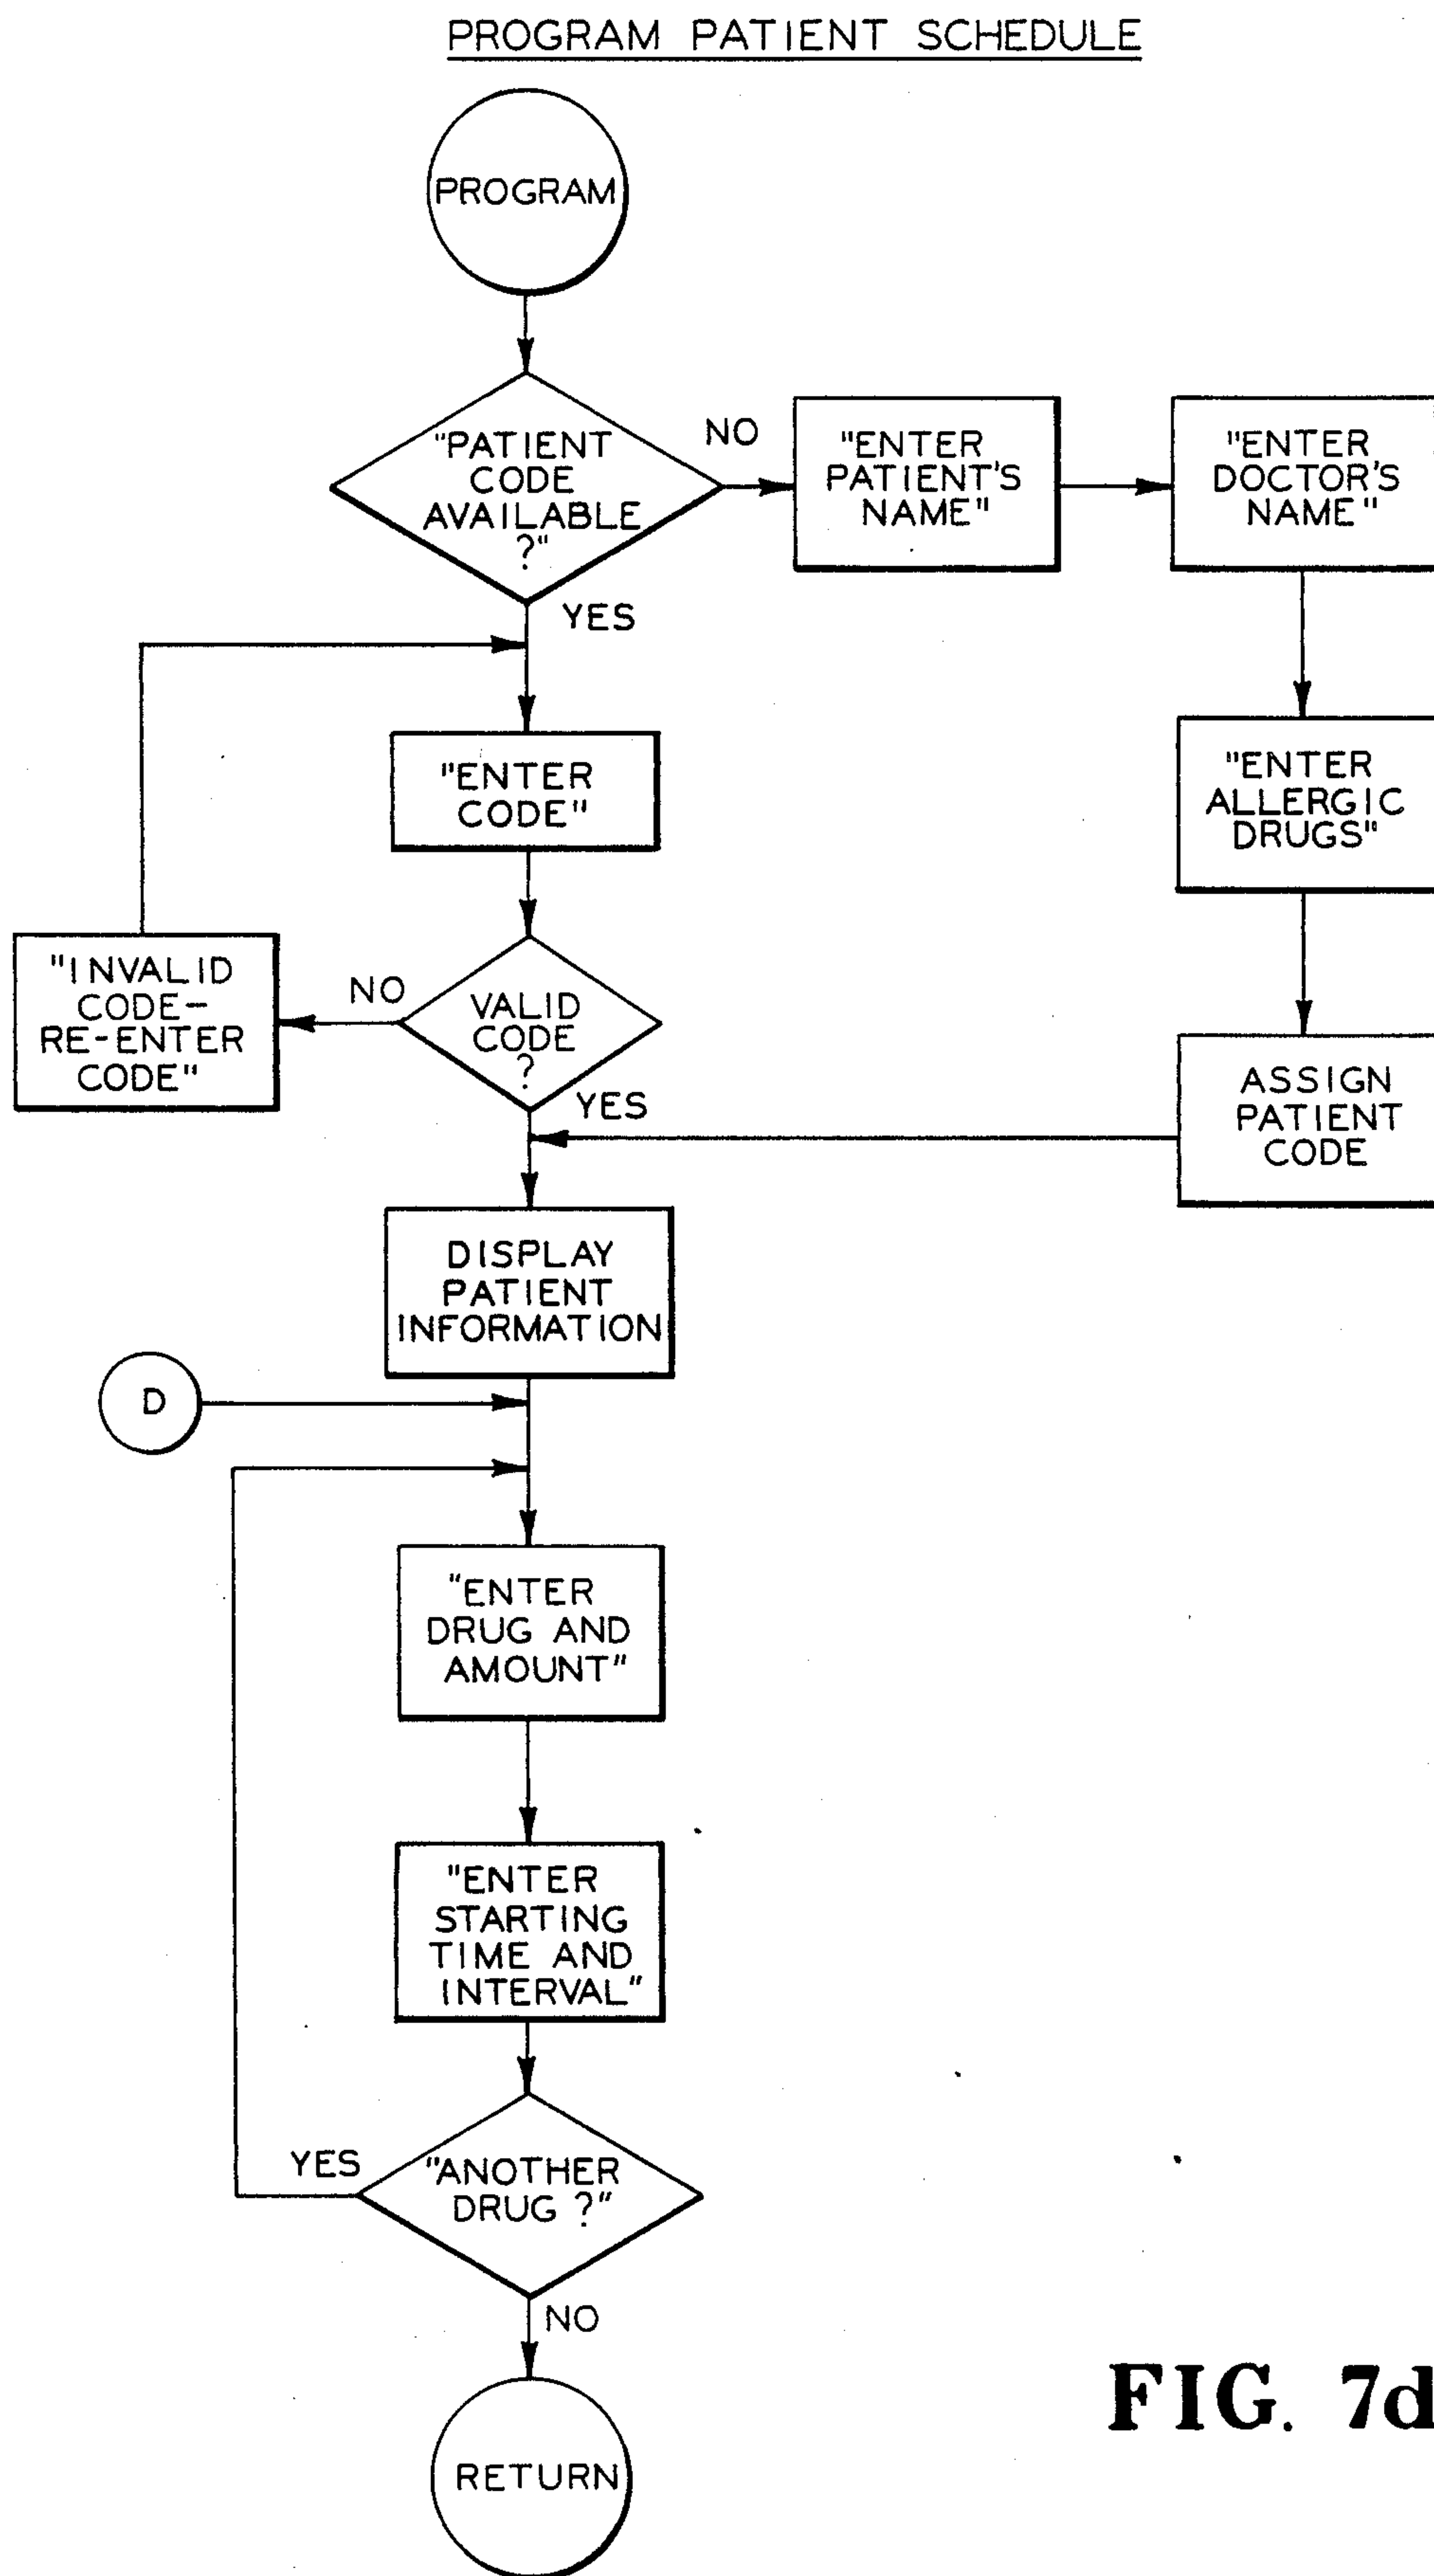 PROGRAM PATIENT SCHEDULE
PROGRAM
"PATIENT
CODE
AVAILABLE
?"
NO
"ENTER
PATIENT'S
NAME"
"ENTER
DOCTOR'S
NAME"
YES
"ENTER
CODE"
"ENTER
ALLERGIC
DRUGS"
"INVALID
CODE-
RE-ENTER
CODE"
NO
VALID
CODE
?
YES
ASSIGN
PATIENT
CODE
DISPLAY
PATIENT
INFORMATION
D
"ENTER
DRUG AND
AMOUNT"
"ENTER
STARTING
TIME AND
INTERVAL"
YES
"ANOTHER
DRUG ?"
NO
RETURN
FIG. 7d